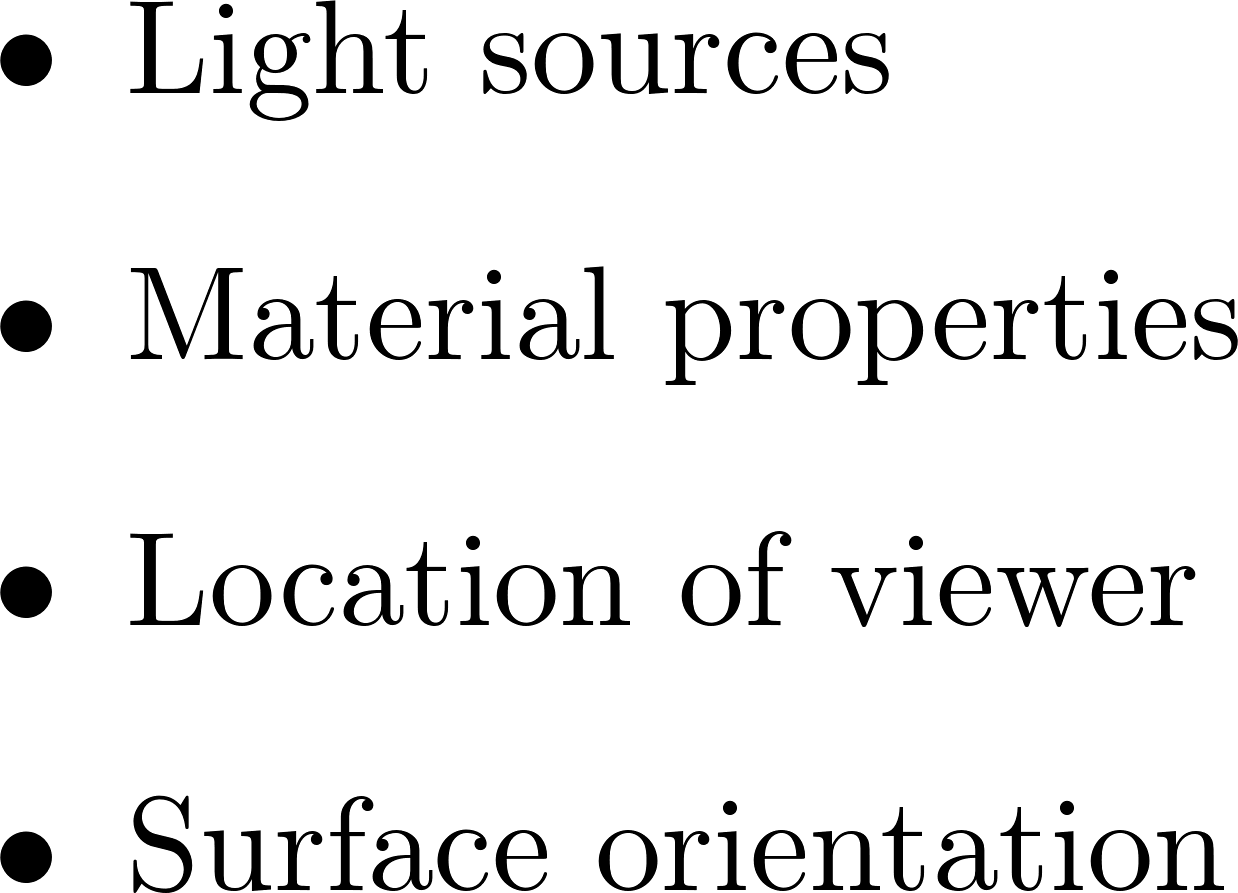 • Light sources
• Material properties
• Location of viewer
• Surface orientation